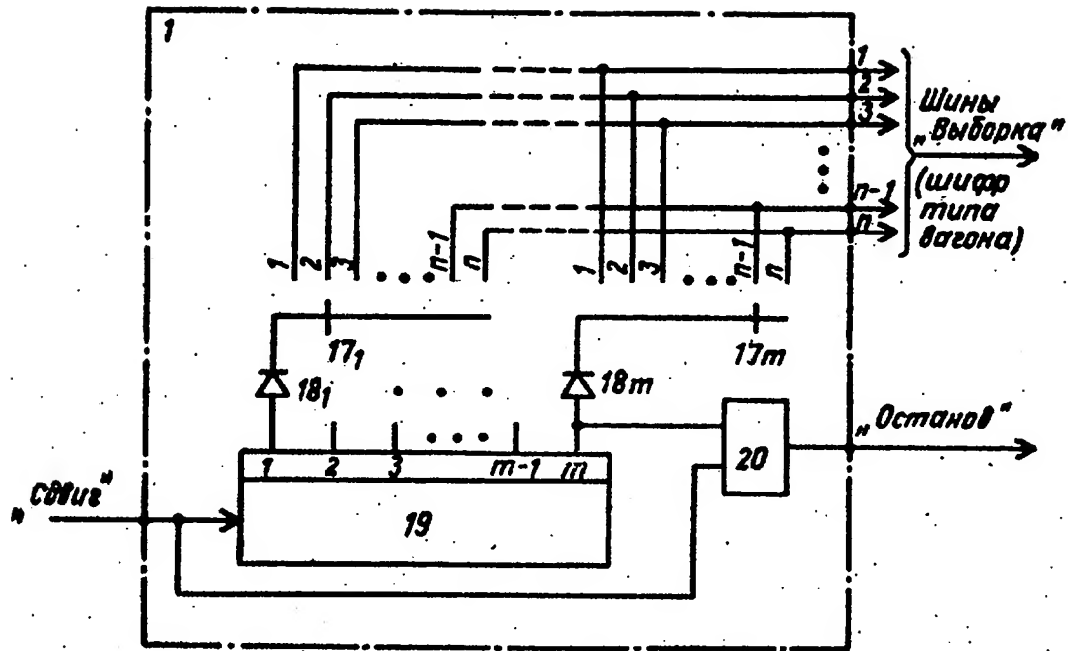 1
1
2
3
n-1
n
Шины
„Выборка"
(шифр
типа
вагона)
1
2
3
n-1
n
1
2
3
n-1
n
17₁
17m
18₁
18m
„Останов"
20
1
2
3
m-1
m
„Сдвиг"
19